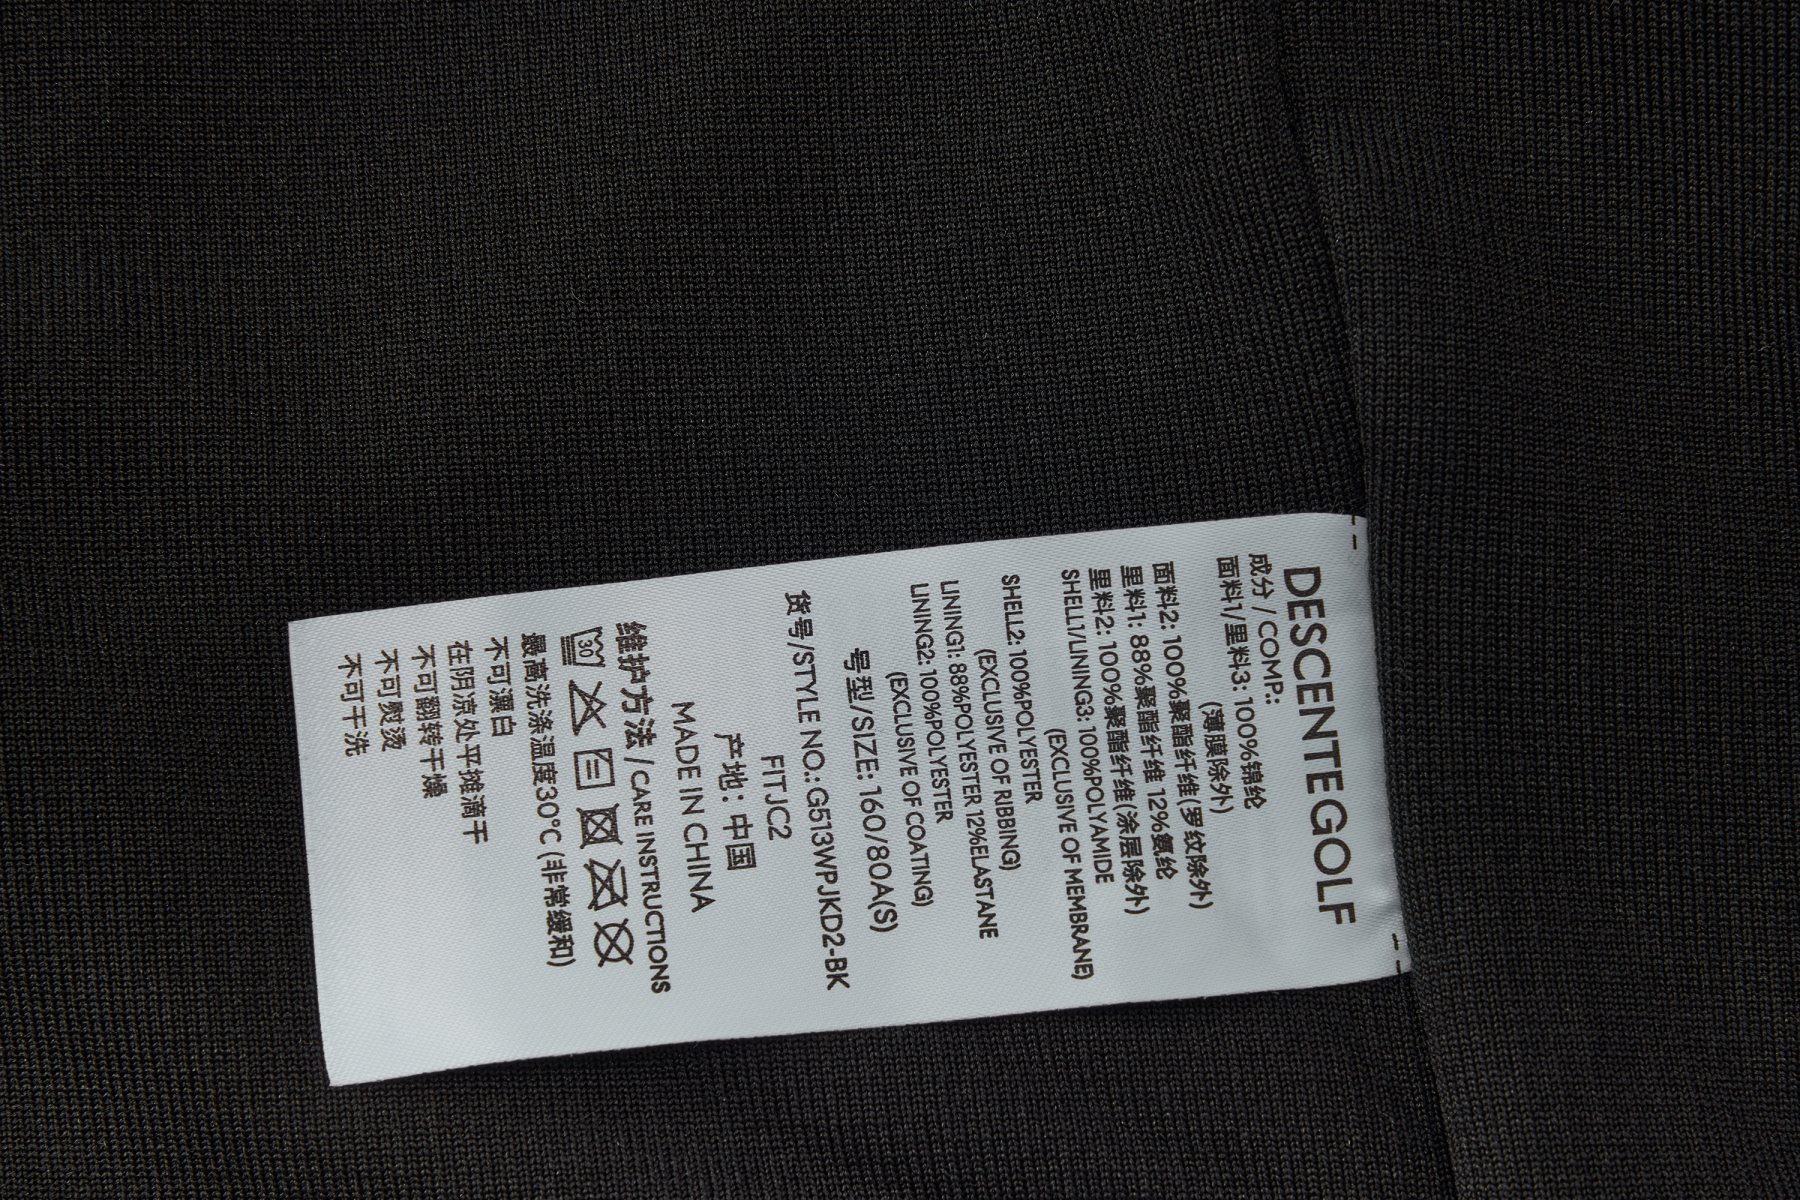 DESCENTEGOLF
成分 / COMP.:
面料1/里料3: 100%锦纶
(薄膜除外)
面料2: 100%聚酯纤维(罗纹除外)
里料1: 88%聚酯纤维 12%氨纶
里料2: 100%聚酯纤维(涂层除外)
SHELL1/LINING3: 100%POLYAMIDE
(EXCLUSIVE OF MEMBRANE)
SHELL2: 100%POLYESTER
(EXCLUSIVE OF RIBBING)
LINING1: 88%POLYESTER 12%ELASTANE
LINING2: 100%POLYESTER
(EXCLUSIVE OF COATING)
号型/SIZE: 160/80A(S)
货号/STYLE NO.: G513WPJKD2-BK
FITJC2
产地: 中国
MADE IN CHINA
维护方法 / CARE INSTRUCTIONS
30
最高洗涤温度30°C (非常缓和)
不可漂白
在阴凉处平摊滴干
不可翻转干燥
不可熨烫
不可干洗